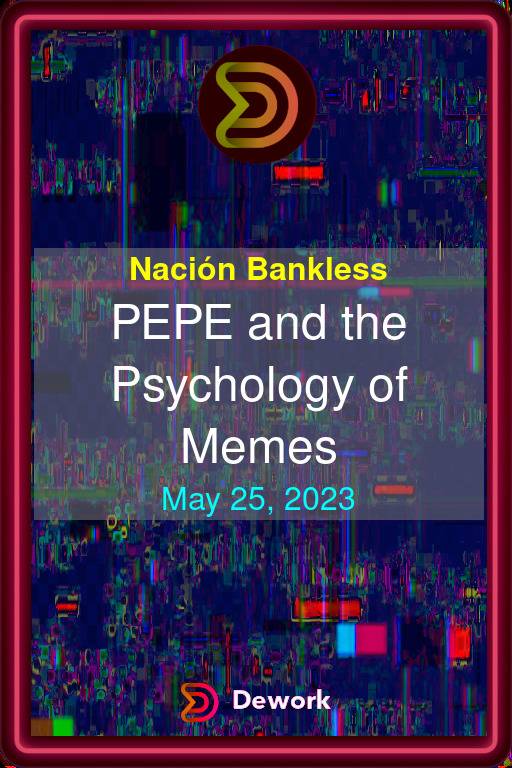 Nación Bankless
PEPE and the
Psychology of
Memes
May 25, 2023
Dework